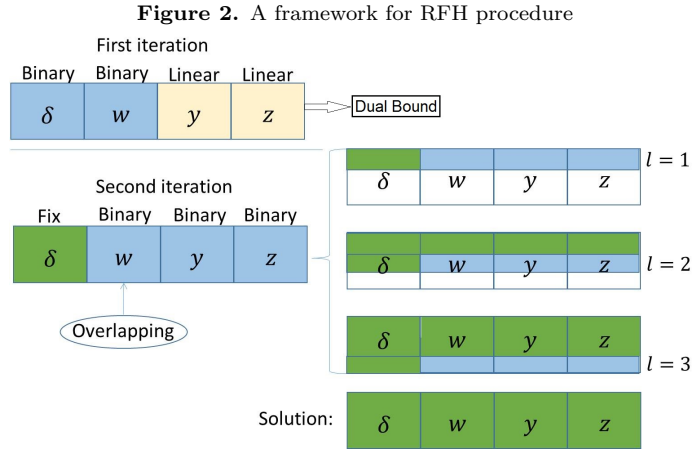 Figure 2. A framework for RFH procedure
First iteration
Binary Binary Linear Linear
δ w y z
Dual Bound
Second iteration
Fix Binary Binary Binary
δ w y z
Overlapping
δ w y z
l = 1
δ w y z
l = 2
δ w y z
l = 3
Solution:
δ w y z